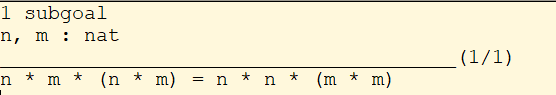 1 subgoal
n, m : nat
______________________________________(1/1)
n * m * (n * m) = n * n * (m * m)